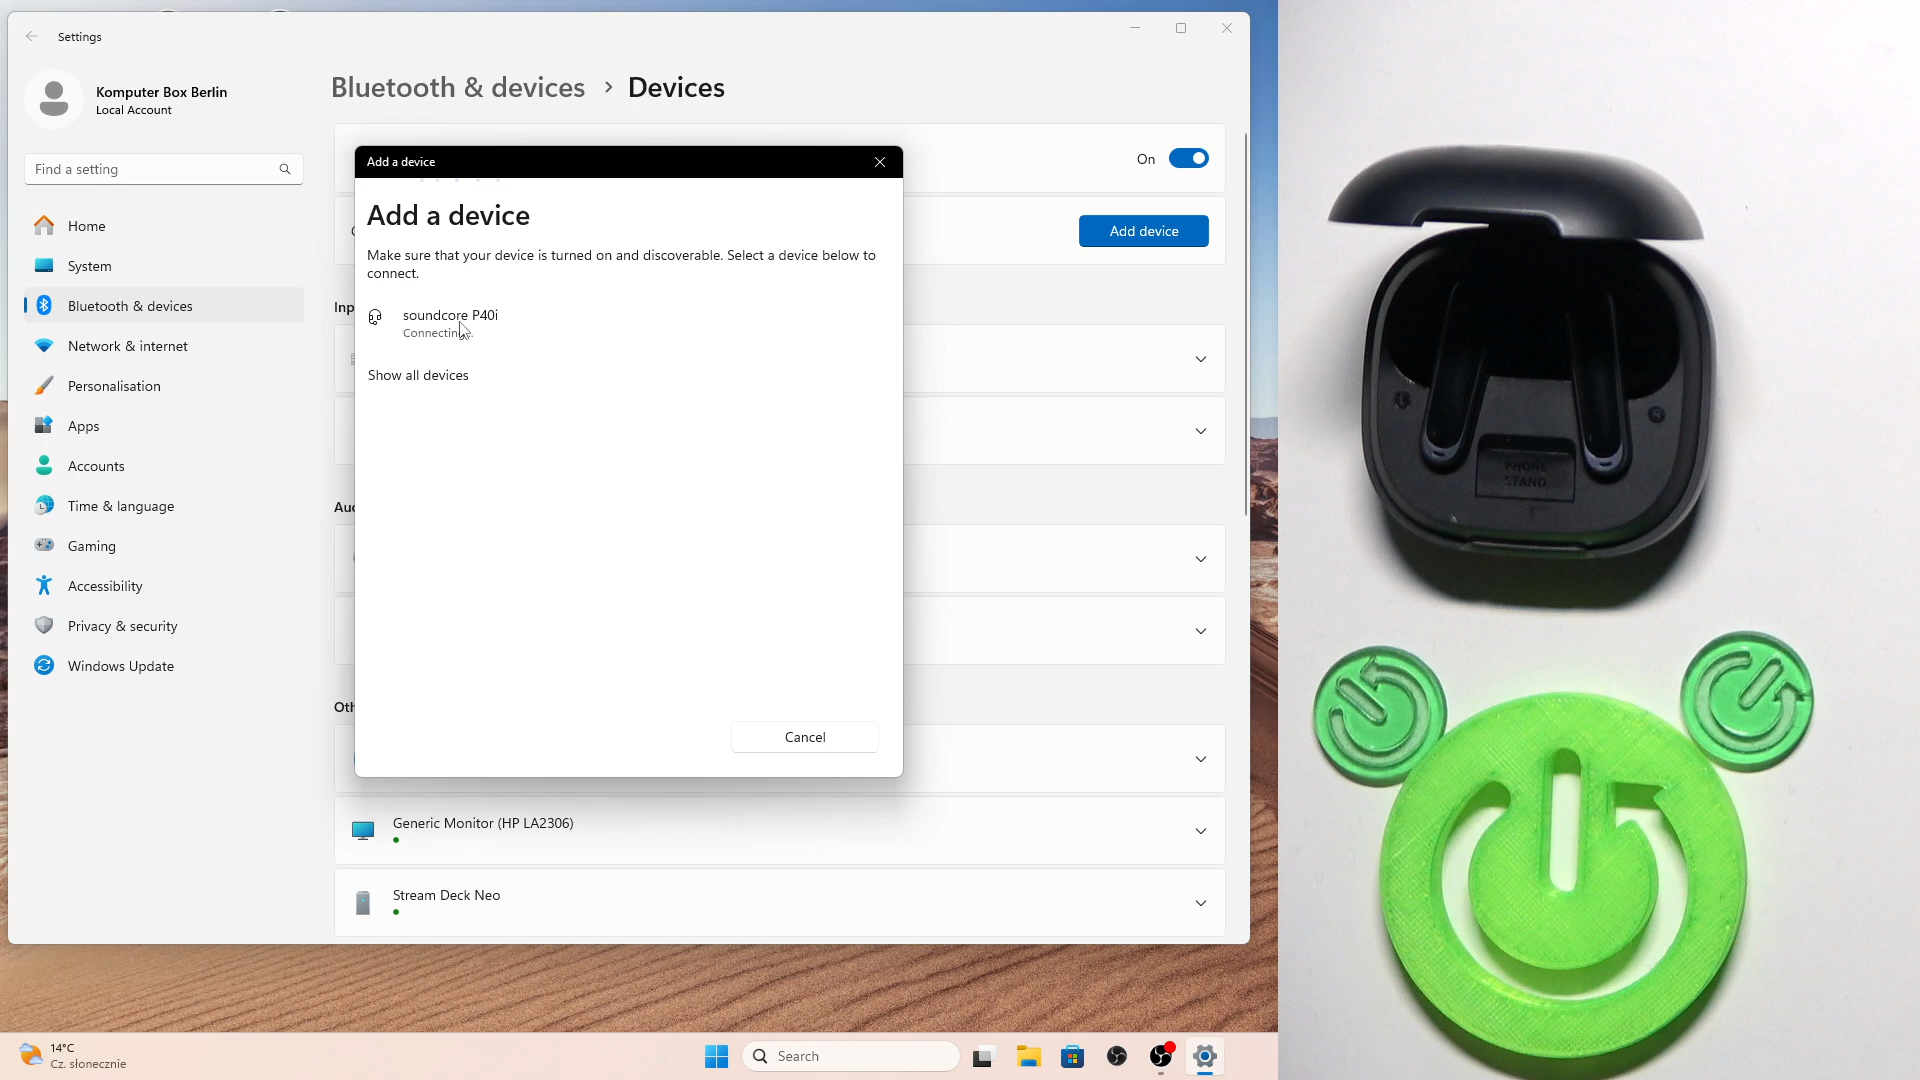 Settings
Komputer Box Berlin
Local Account
Find a setting
Home
System
Bluetooth & devices
Network & internet
Personalisation
Apps
Accounts
Time & language
Gaming
Accessibility
Privacy & security
Windows Update
Bluetooth & devices > Devices
On
Add device
Add a device
Add a device
Make sure that your device is turned on and discoverable. Select a device below to
connect.
soundcore P40i
Connecting...
Show all devices
Cancel
Generic Monitor (HP LA2306)
Stream Deck Neo
14°C
Cz. słonecznie
Search
L
R
PHONE
STAND